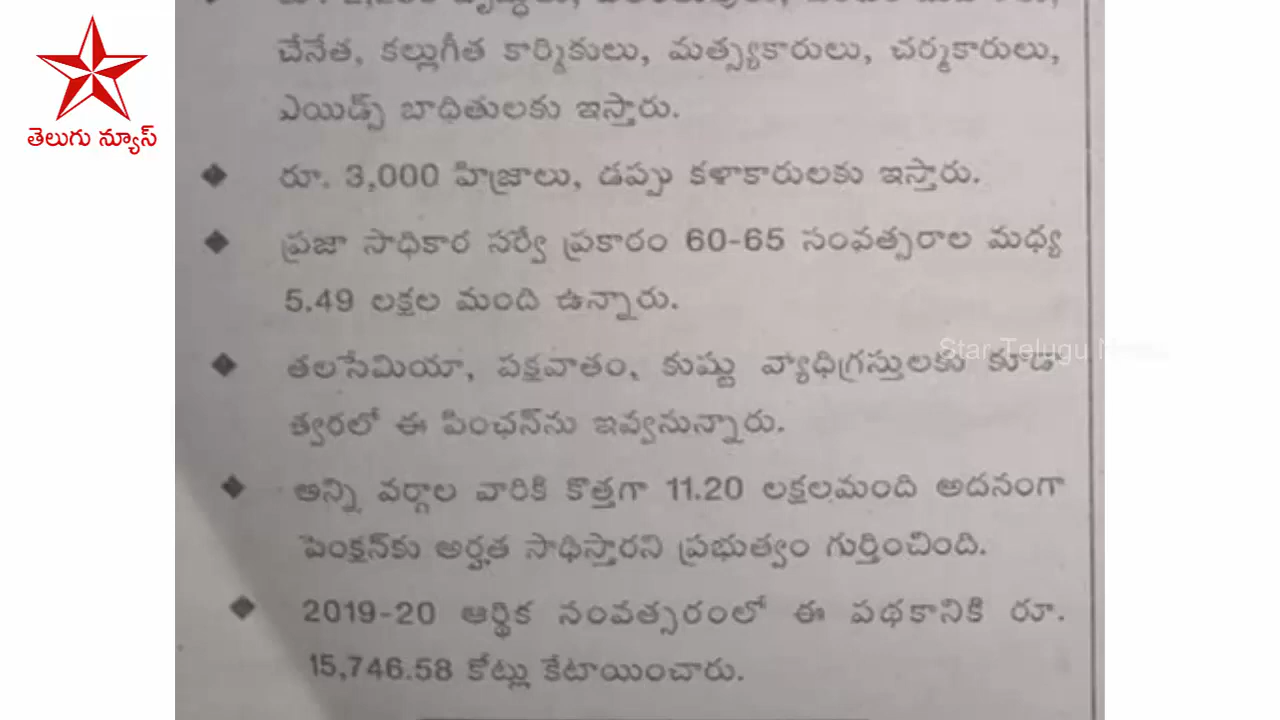 చేనేత, కల్లుగీత కార్మికులు, మత్స్యకారులు, చర్మకారులు,
ఎయిడ్స్ బాధితులకు ఇస్తారు.
రూ. 3,000 హిజ్రాలు, డప్పు కళాకారులకు ఇస్తారు.
ప్రజా సాధికార సర్వే ప్రకారం 60-65 సంవత్సరాల మధ్య
5.49 లక్షల మంది ఉన్నారు.
తలసేమియా, పక్షవాతం, కుష్టు వ్యాధిగ్రస్తులకు కూడా
త్వరలో ఈ పింఛన్‌ను ఇవ్వనున్నారు.
అన్ని వర్గాల వారికి కొత్తగా 11.20 లక్షలమంది అదనంగా
పెంక్షన్‌కు అర్హత సాధిస్తారని ప్రభుత్వం గుర్తించింది.
2019-20 ఆర్థిక సంవత్సరంలో ఈ పథకానికి రూ.
15,746.58 కోట్లు కేటాయించారు.
తెలుగు న్యూస్
Star Telugu